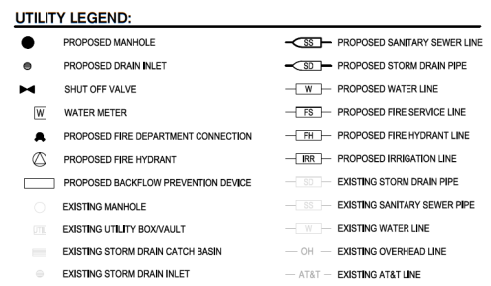 UTILITY LEGEND:
PROPOSED MANHOLE
PROPOSED DRAIN INLET
SHUT OFF VALVE
W WATER METER
PROPOSED FIRE DEPARTMENT CONNECTION
PROPOSED FIRE HYDRANT
PROPOSED BACKFLOW PREVENTION DEVICE
EXISTING MANHOLE
UTIL EXISTING UTILITY BOX/VAULT
EXISTING STORM DRAIN CATCH BASIN
EXISTING STORM DRAIN INLET
SS PROPOSED SANITARY SEWER LINE
SD PROPOSED STORM DRAIN PIPE
W PROPOSED WATER LINE
FS PROPOSED FIRE SERVICE LINE
FH PROPOSED FIRE HYDRANT LINE
IRR PROPOSED IRRIGATION LINE
SD EXISTING STORM DRAIN PIPE
SS EXISTING SANITARY SEWER PIPE
W EXISTING WATER LINE
OH EXISTING OVERHEAD LINE
AT&T EXISTING AT&T LINE